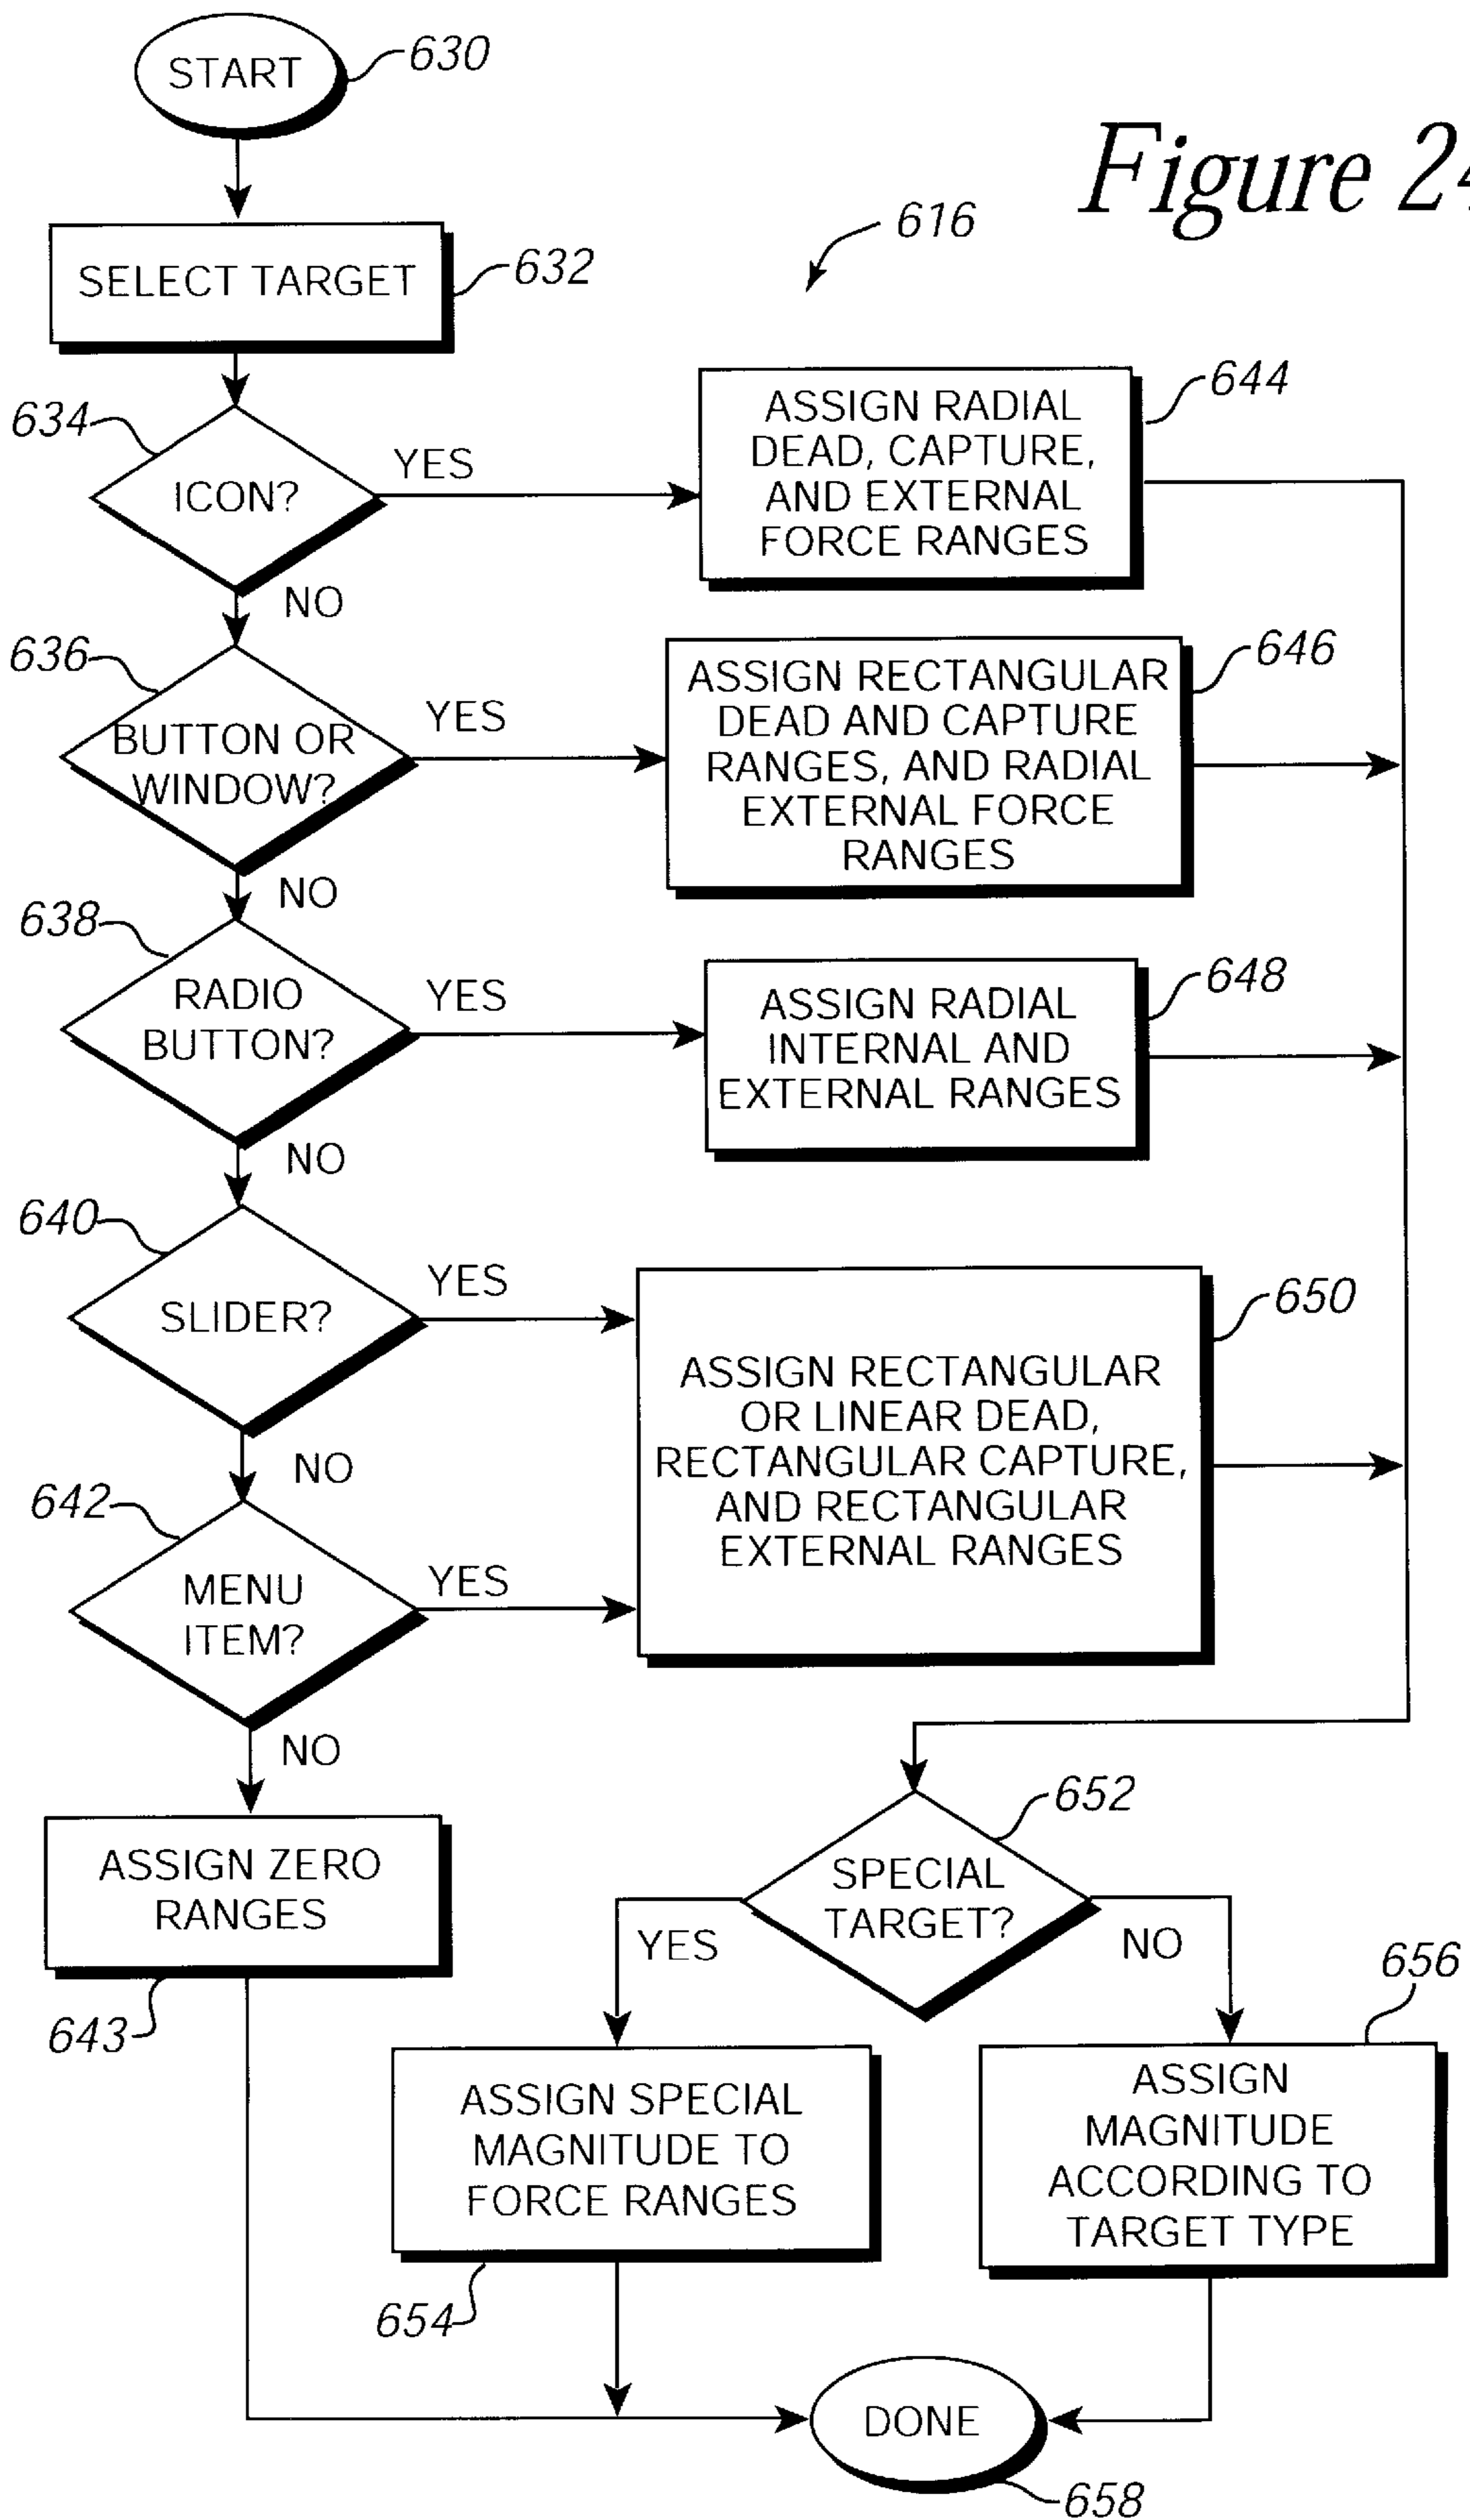 START
630
Figure 24
616
SELECT TARGET
632
634
ICON?
YES
NO
ASSIGN RADIAL
DEAD, CAPTURE,
AND EXTERNAL
FORCE RANGES
644
636
BUTTON OR
WINDOW?
YES
NO
ASSIGN RECTANGULAR
DEAD AND CAPTURE
RANGES, AND RADIAL
EXTERNAL FORCE
RANGES
646
638
RADIO
BUTTON?
YES
NO
ASSIGN RADIAL
INTERNAL AND
EXTERNAL RANGES
648
640
SLIDER?
YES
NO
ASSIGN RECTANGULAR
OR LINEAR DEAD,
RECTANGULAR CAPTURE,
AND RECTANGULAR
EXTERNAL RANGES
650
642
MENU
ITEM?
YES
NO
ASSIGN ZERO
RANGES
643
652
SPECIAL
TARGET?
YES
NO
656
ASSIGN SPECIAL
MAGNITUDE TO
FORCE RANGES
654
ASSIGN
MAGNITUDE
ACCORDING TO
TARGET TYPE
DONE
658